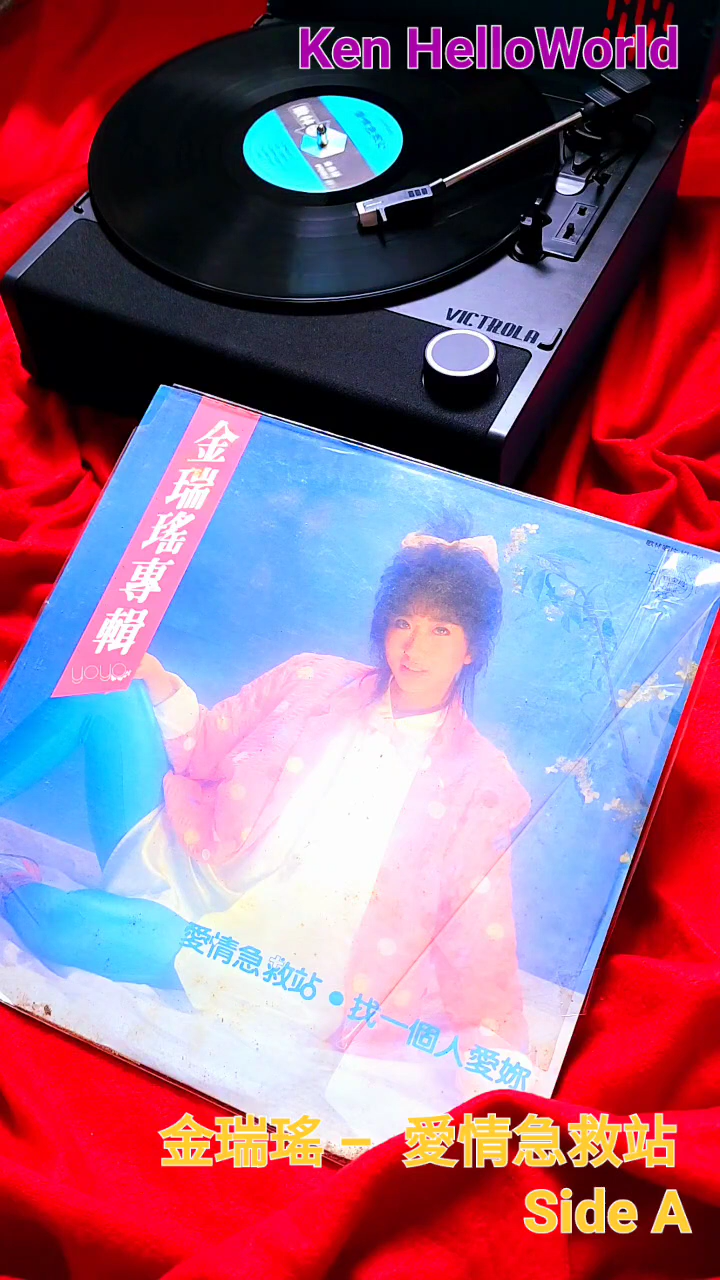 Ken HelloWorld
VICTROLA
金瑞瑤專輯
yoyo
愛情急救站•找一個人愛妳
金瑞瑤 – 愛情急救站
Side A